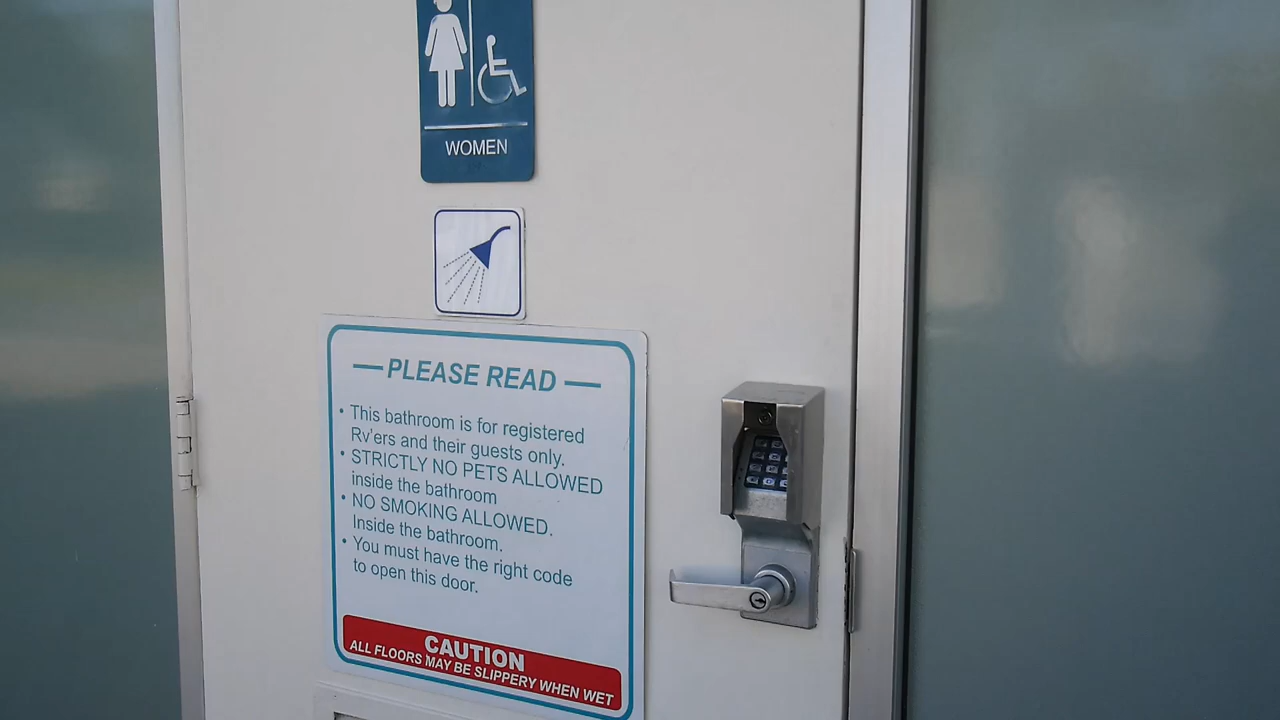 WOMEN
PLEASE READ
• This bathroom is for registered
Rv'ers and their guests only.
• STRICTLY NO PETS ALLOWED
inside the bathroom
• NO SMOKING ALLOWED.
Inside the bathroom.
• You must have the right code
to open this door.
CAUTION
ALL FLOORS MAY BE SLIPPERY WHEN WET